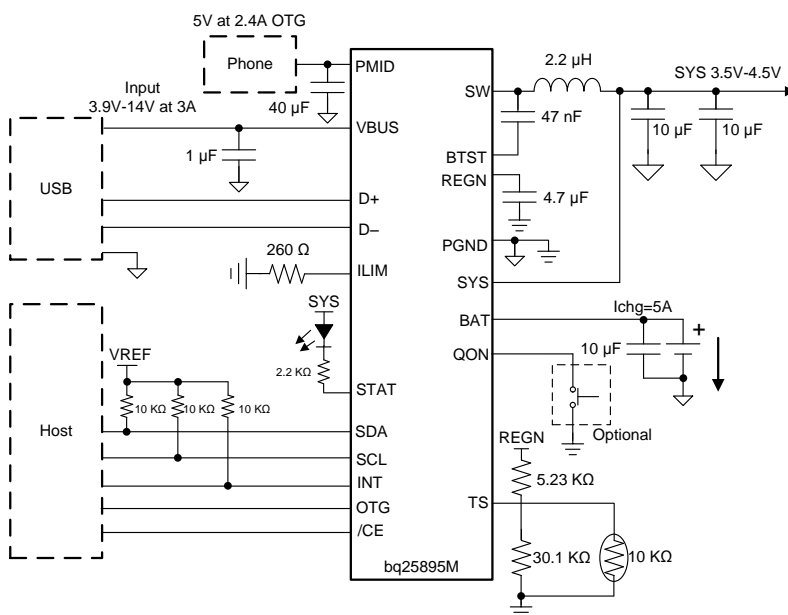 5V at 2.4A OTG
Phone
PMID
40 µF
Input
3.9V-14V at 3A
VBUS
1 µF
USB
D+
D–
260 Ω
ILIM
SYS
2.2 KΩ
STAT
VREF
10 KΩ
10 KΩ
10 KΩ
Host
SDA
SCL
INT
OTG
/CE
bq25895M
SW
2.2 µH
SYS 3.5V-4.5V
47 nF
10 µF
10 µF
BTST
REGN
4.7 µF
PGND
SYS
BAT
Ichg=5A
+
10 µF
QON
Optional
REGN
5.23 KΩ
TS
30.1 KΩ
10 KΩ